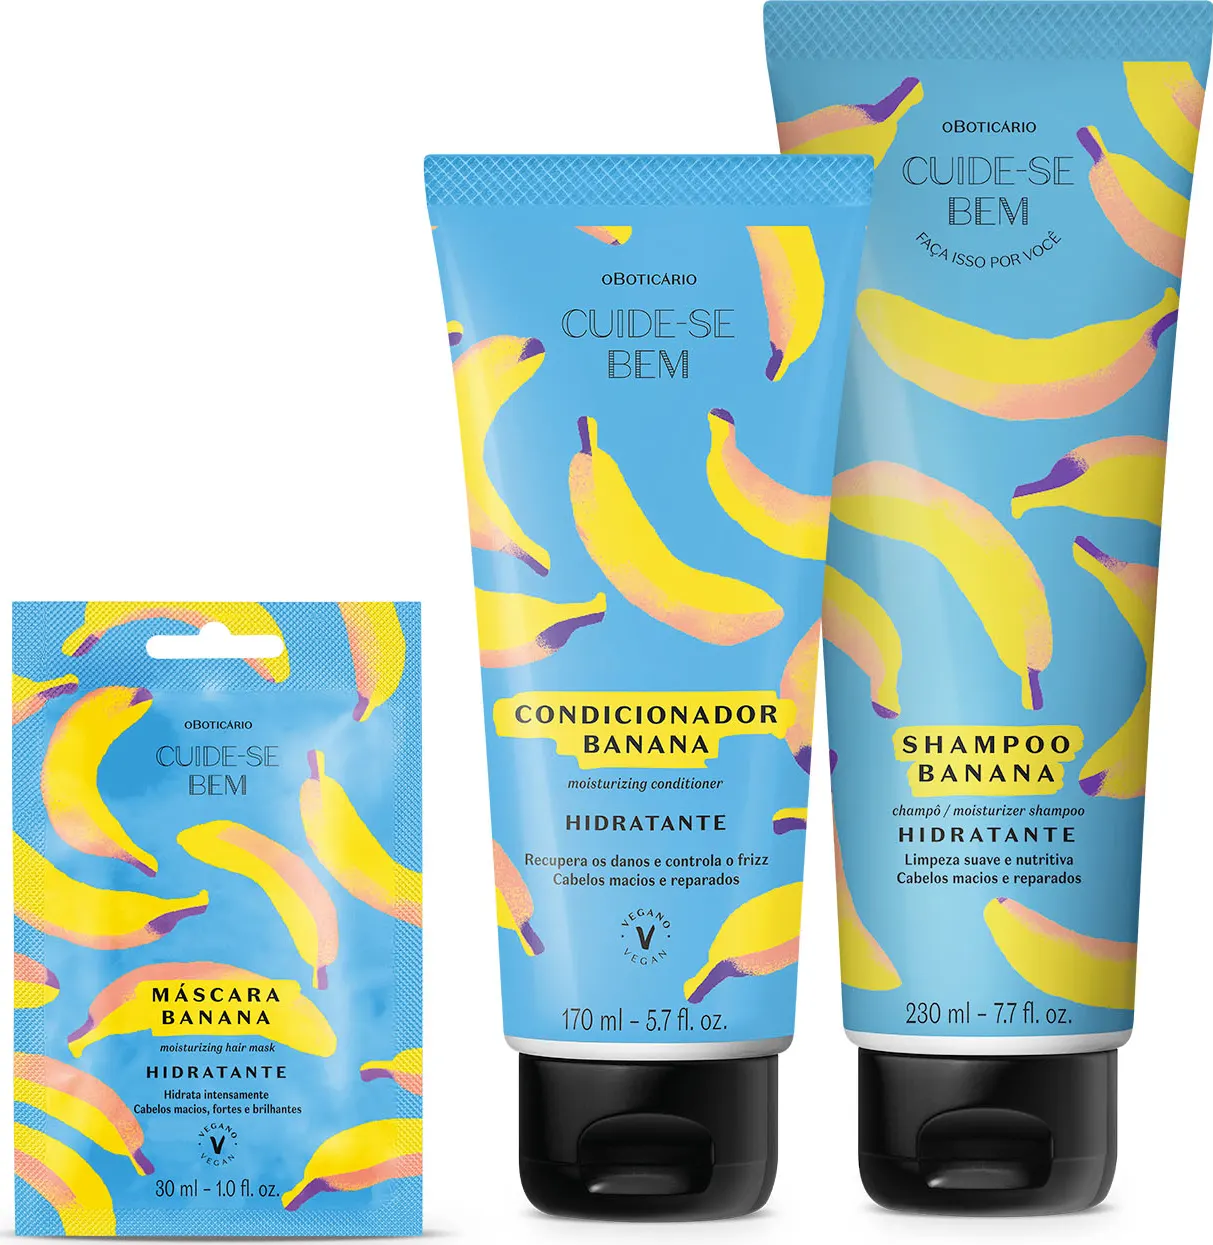 oBOTICÁRIO
CUIDE-SE
BEM
MÁSCARA
BANANA
moisturizing hair mask
HIDRATANTE
Hidrata intensamente
Cabelos macios, fortes e brilhantes
VEGANO
V
VEGAN
30 ml – 1.0 fl. oz.
oBOTICÁRIO
CUIDE-SE
BEM
CONDICIONADOR
BANANA
moisturizing conditioner
HIDRATANTE
Recupera os danos e controla o frizz
Cabelos macios e reparados
VEGANO
V
VEGAN
170 ml – 5.7 fl. oz.
oBOTICÁRIO
CUIDE-SE
BEM
FAÇA ISSO POR VOCÊ
SHAMPOO
BANANA
champô / moisturizer shampoo
HIDRATANTE
Limpeza suave e nutritiva
Cabelos macios e reparados
230 ml – 7.7 fl. oz.